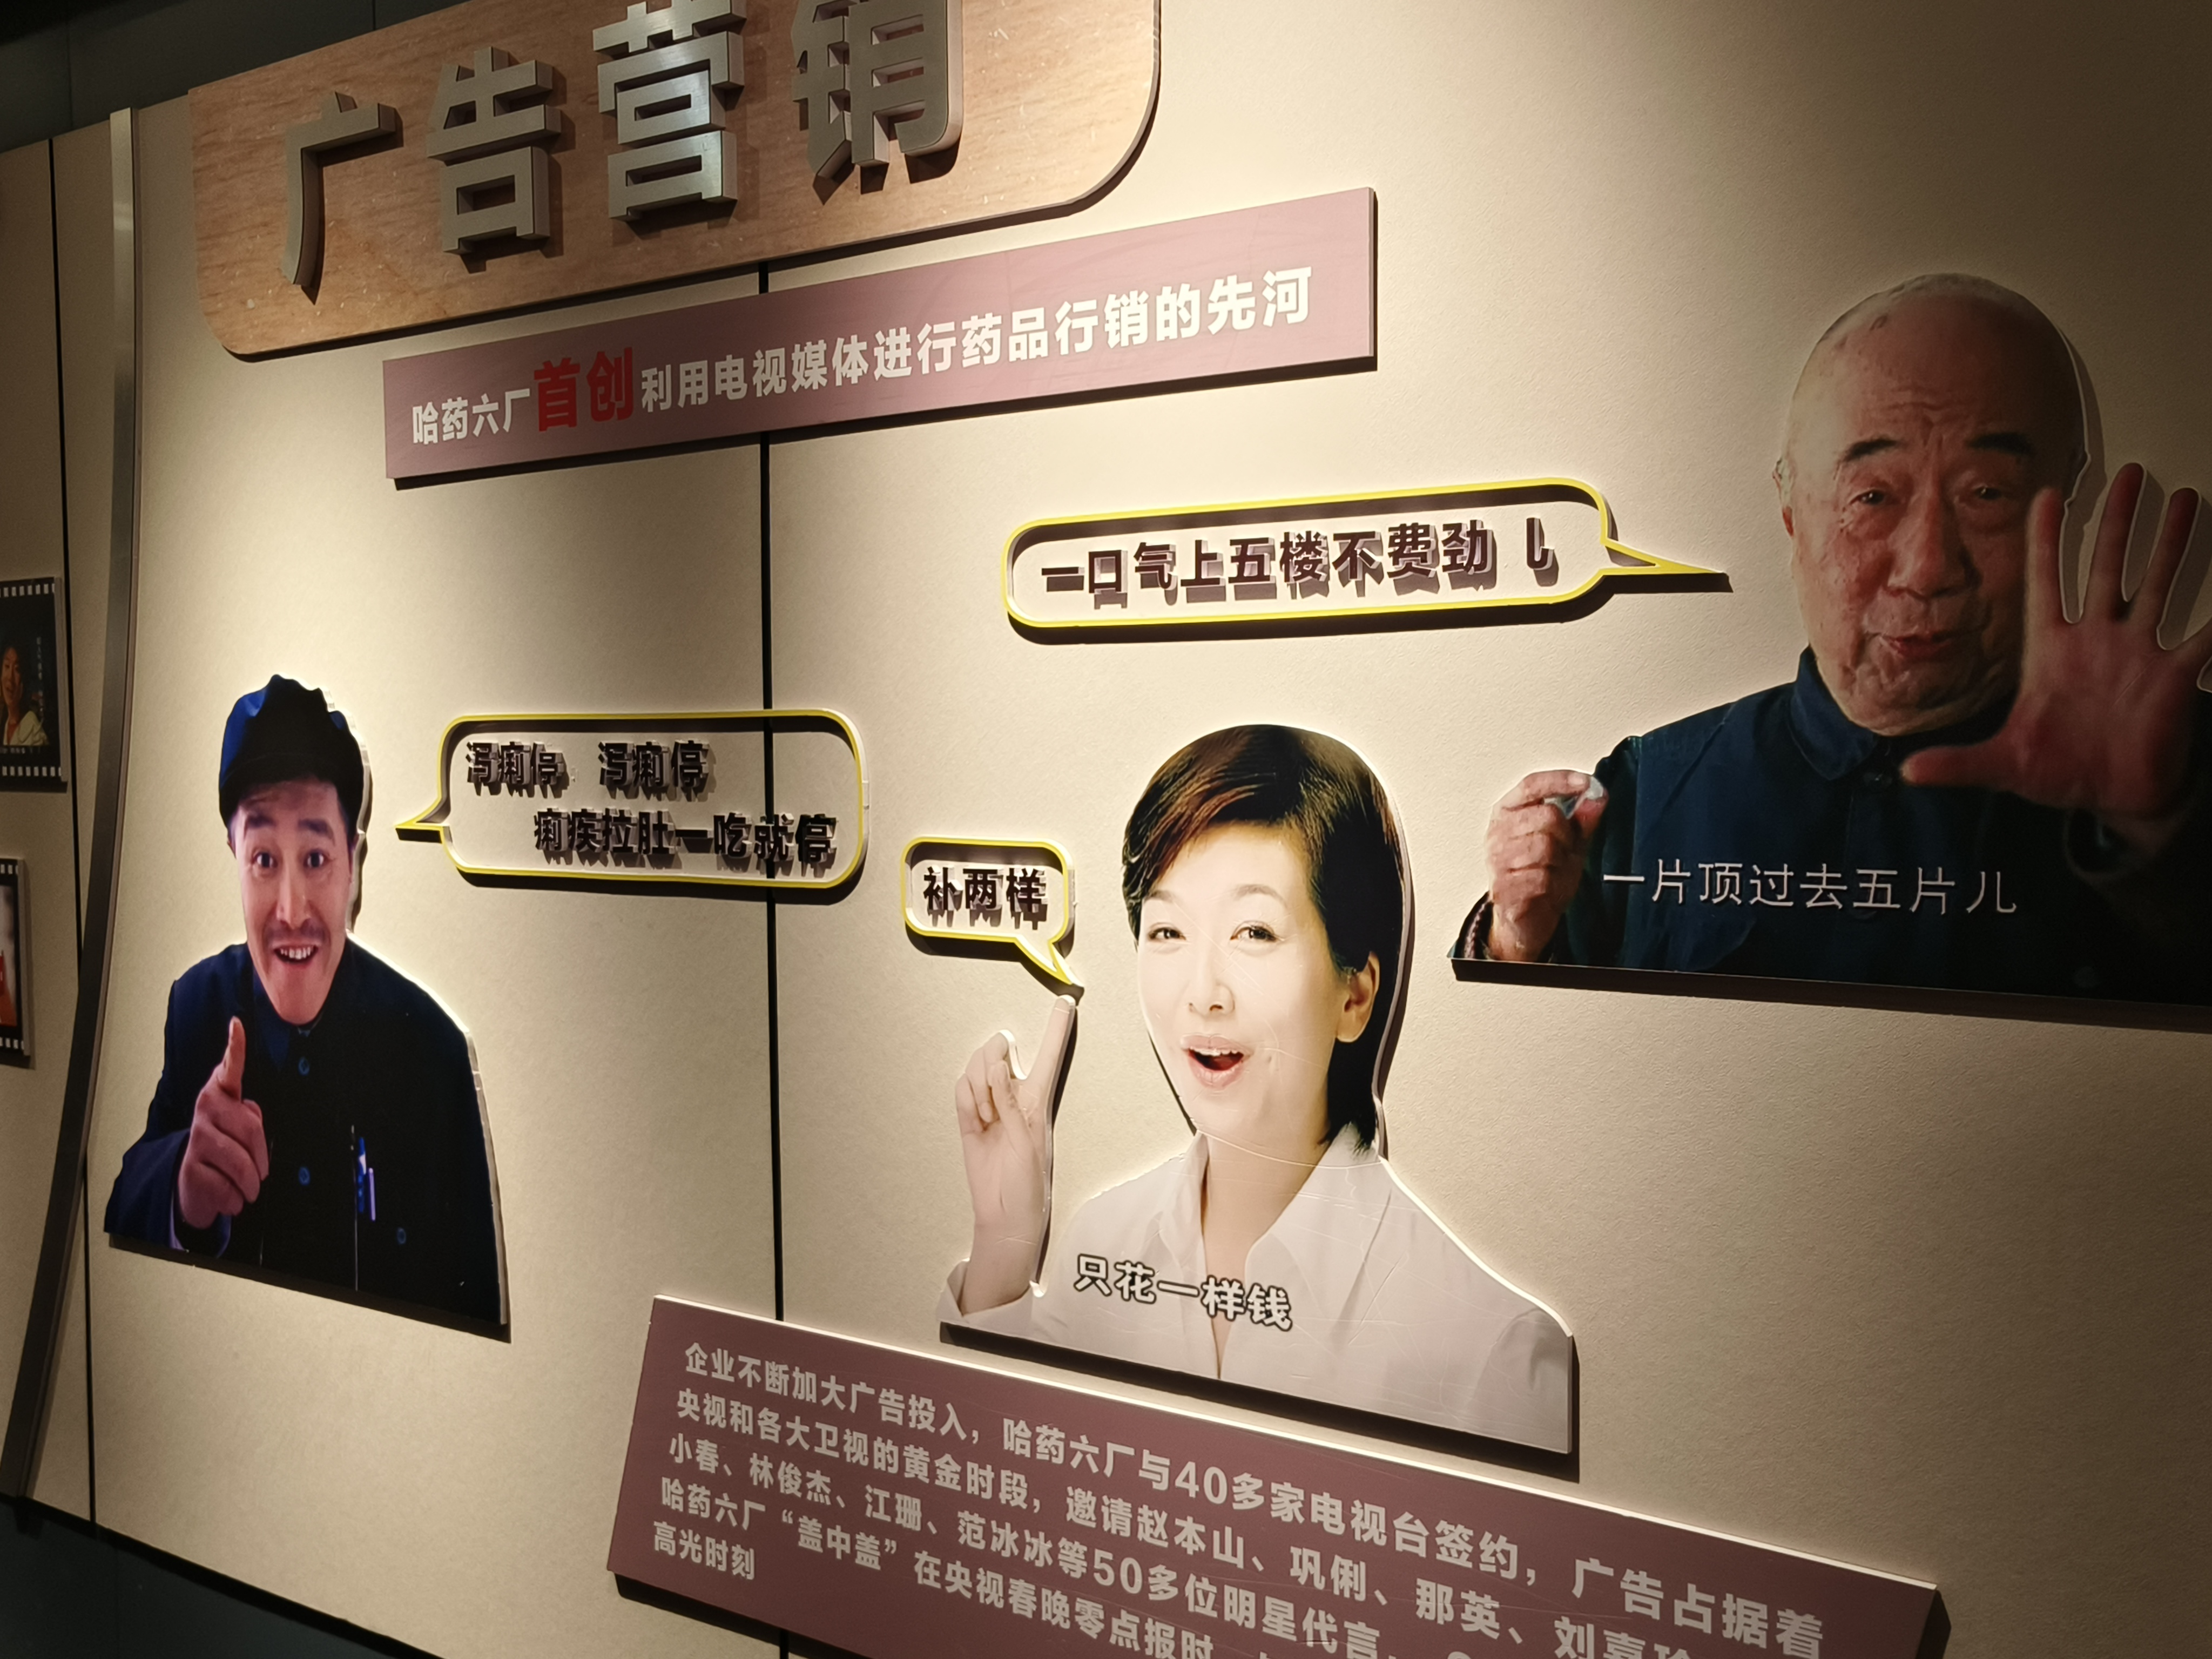 广告营销
哈药六厂首创利用电视媒体进行药品行销的先河
一口气上五楼不费劲儿
泻痢停 泻痢停
痢疾拉肚一吃就停
补两样
一片顶过去五片儿
只花一样钱
企业不断加大广告投入，哈药六厂与40多家电视台签约，广告占据着
央视和各大卫视的黄金时段，邀请赵本山、巩俐、那英、刘嘉玲
小春、林俊杰、江珊、范冰冰等50多位明星代言，
哈药六厂“盖中盖”在央视春晚零点报时
高光时刻